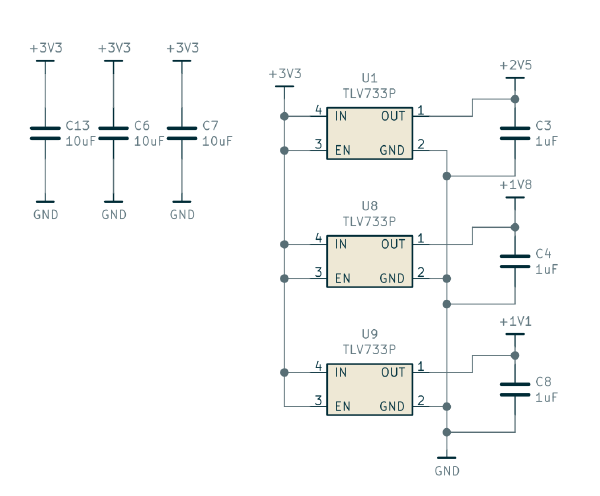 +3V3 +3V3 +3V3
C13 10uF
C6 10uF
C7 10uF
GND GND GND
+3V3
U1
TLV733P
4 IN OUT 1
3 EN GND 2
+2V5
C3
1uF
+1V8
U8
TLV733P
4 IN OUT 1
3 EN GND 2
C4
1uF
+1V1
U9
TLV733P
4 IN OUT 1
3 EN GND 2
C8
1uF
GND